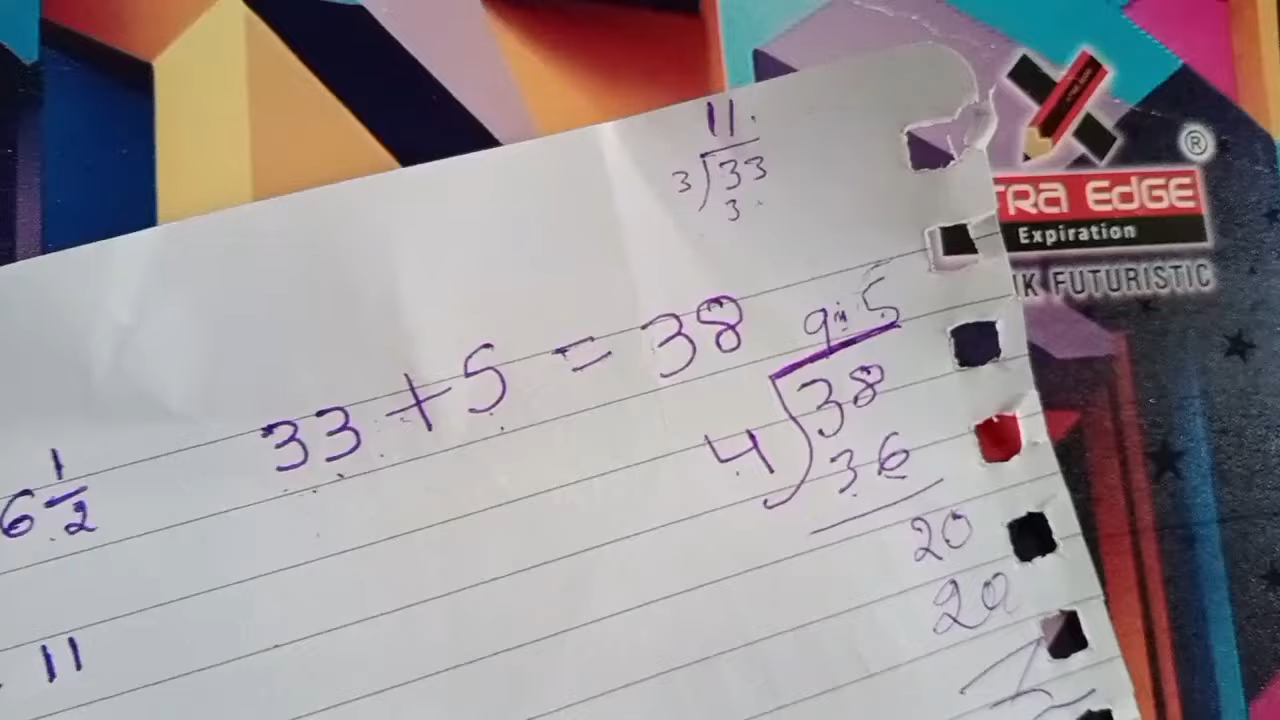 11.
3)33
3
33 + 5 = 38
9.5
4)38
36
20
20
6 1/2
11
TRA EDGE
®
Expiration
IK FUTURISTIC